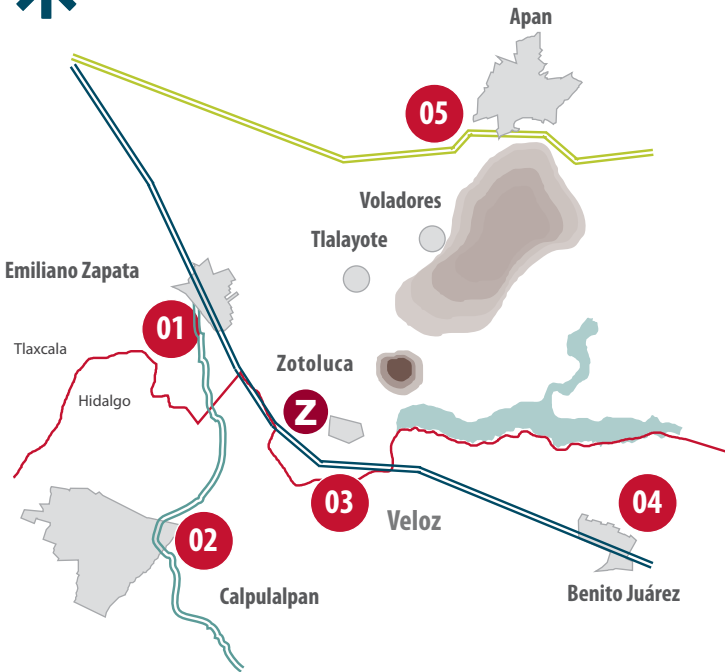 Apan
05
Voladores
Tlalayote
Emiliano Zapata
01
Tlaxcala
Zotoluca
Hidalgo
Z
03
04
Veloz
02
Calpulalpan
Benito Juárez